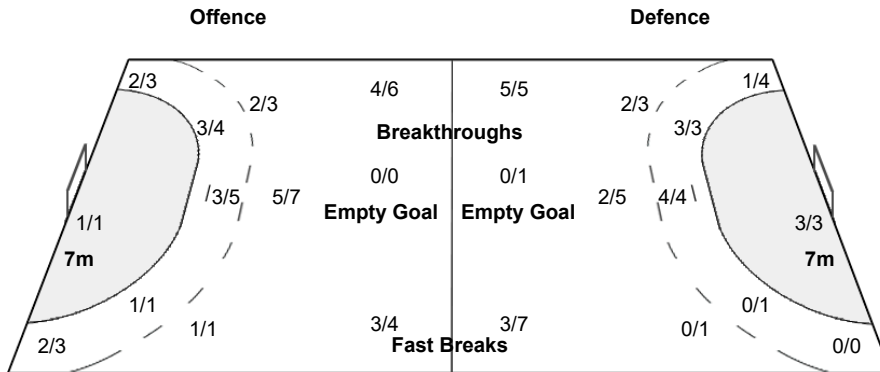 Offence Defence
2/3 4/6 5/5 1/4
2/3 2/3
3/4 Breakthroughs 3/3
0/0 0/1
3/5 5/7 2/5 4/4
Empty Goal Empty Goal
1/1 3/3
7m 7m
1/1 0/1
1/1 3/4 3/7 0/1
2/3 Fast Breaks 0/0